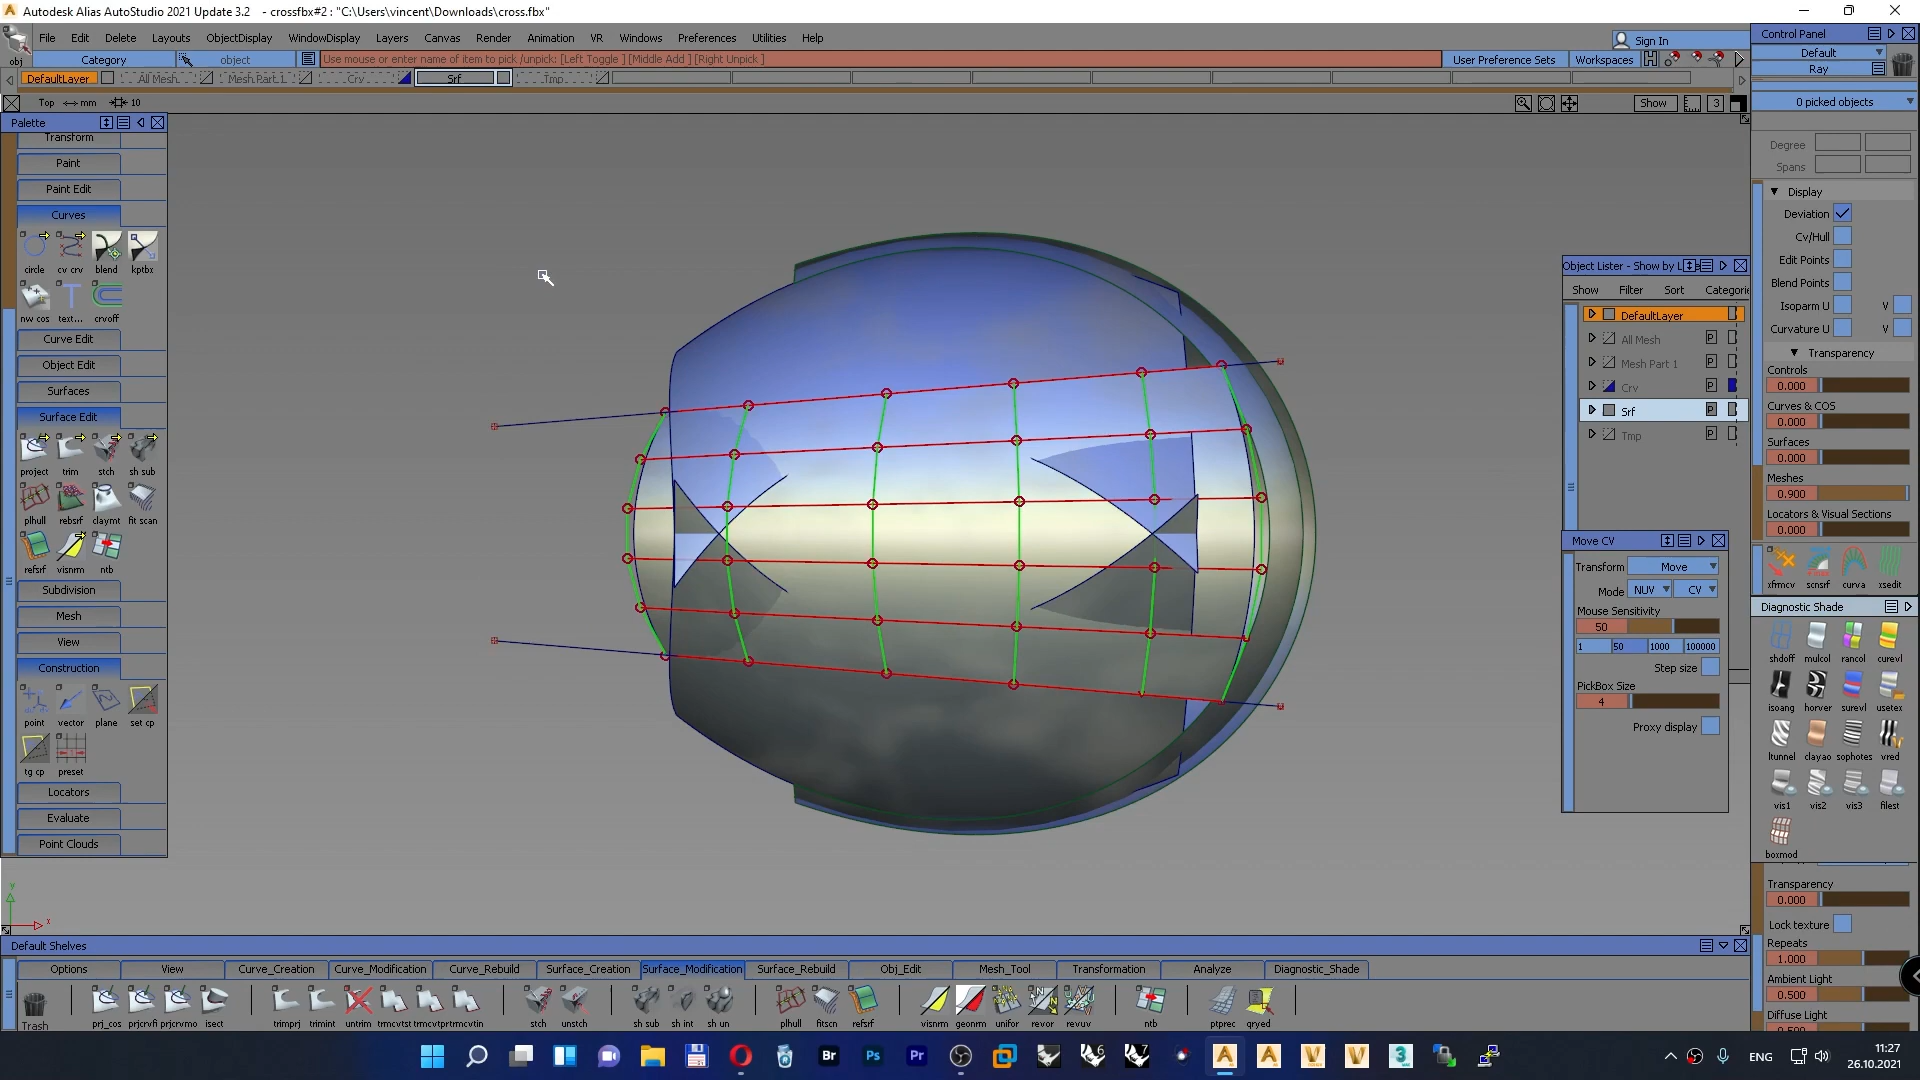 Autodesk Alias AutoStudio 2021 Update 3.2 - crossfbx#2 : "C:\Users\vincent\Downloads\cross.fbx"
File Edit Delete Layouts ObjectDisplay WindowDisplay Layers Canvas Render Animation VR Windows Preferences Utilities Help
Sign In
obj Category object Use mouse or enter name of item to pick /unpick: [Left Toggle ] [Middle Add ] [Right Unpick ] User Preference Sets Workspaces
DefaultLayer All Mesh Mesh Part 1 Crv Srf Tmp
Top mm 10 Show 3
Palette
Transform
Paint
Paint Edit
Curves
circle cv crv blend kptbx
nw cos text... crvoff
Curve Edit
Object Edit
Surfaces
Surface Edit
project trim stch sh sub
plhull rebsrf claymt fit scan
refsrf visnrm ntb
Subdivision
Mesh
View
Construction
point vector plane set cp
tg cp preset
Locators
Evaluate
Point Clouds
y
x
Control Panel
Default
Ray
0 picked objects
Degree
Spans
Display
Deviation
Cv/Hull
Edit Points
Blend Points
Isoparm U V
Curvature U V
Transparency
Controls
0.000
Curves & COS
0.000
Surfaces
0.000
Meshes
0.900
Locators & Visual Sections
0.000
xfrmcv scnsrf curva xsedit
Diagnostic Shade
shdoff mulcol rancol curevl
isoang horver surevl usetex
ltunnel clayao sophotes vred
vis1 vis2 vis3 filest
boxmod
Transparency
0.000
Lock texture
Repeats
1.000
Ambient Light
0.500
Diffuse Light
Object Lister - Show by L
Show Filter Sort Categorie
DefaultLayer
All Mesh P
Mesh Part 1 P
Crv P
Srf P
Tmp P
Move CV
Transform Move
Mode NUV CV
Mouse Sensitivity
50
1 50 1000 100000
Step size
PickBox Size
4
Proxy display
Default Shelves
Options View Curve_Creation Curve_Modification Curve_Rebuild Surface_Creation Surface_Modification Surface_Rebuild Obj_Edit Mesh_Tool Transformation Analyze Diagnostic_Shade
Trash prj_cos prjcrvfi prjcrvmo isect trimprj trimint untrim stch unstch sh sub sh int sh un plhull fitscn refsrf visnrm geonrm unifor revor revuv ntb ptprec qryed
Br Ps Pr 6 7 3 ENG 11:27
26.10.2021